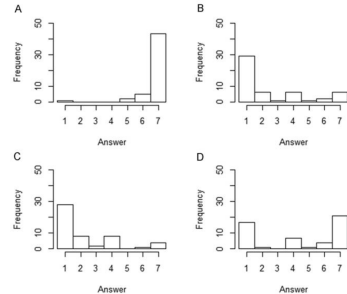 A
Frequency
0 10 30 50
1 2 3 4 5 6 7
Answer
B
Frequency
0 10 30 50
1 2 3 4 5 6 7
Answer
C
Frequency
0 10 30 50
1 2 3 4 5 6 7
Answer
D
Frequency
0 10 30 50
1 2 3 4 5 6 7
Answer